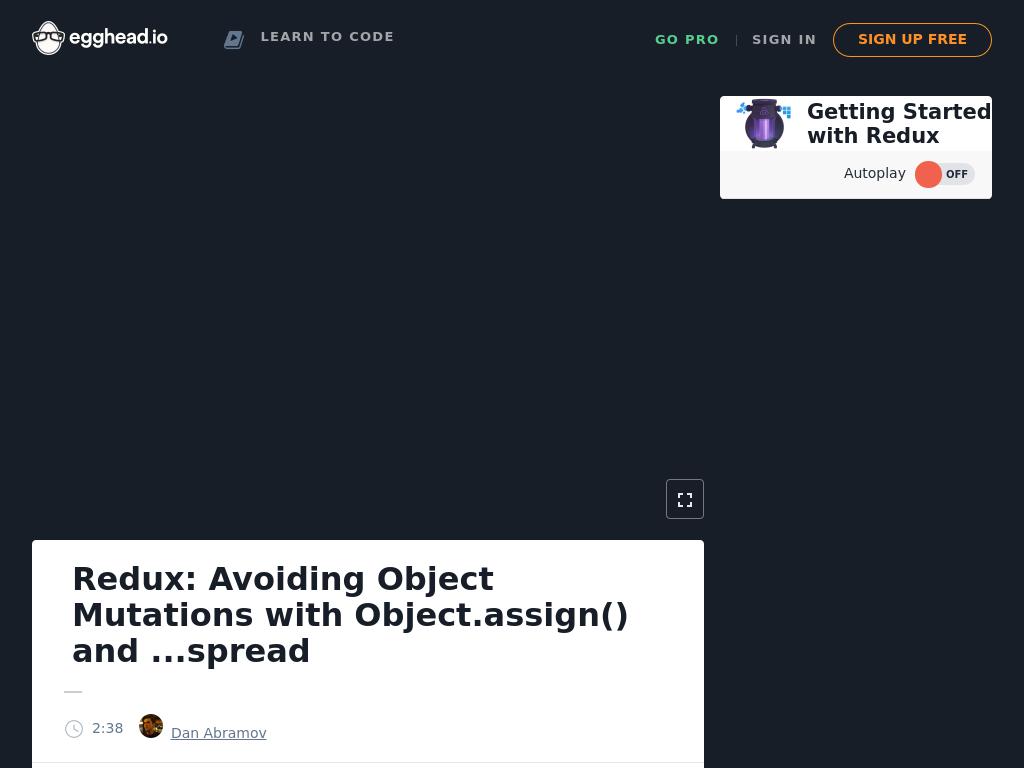 egghead.io
LEARN TO CODE
GO PRO
SIGN IN
SIGN UP FREE
Getting Started
with Redux
Autoplay
OFF
Redux: Avoiding Object
Mutations with Object.assign()
and ...spread
2:38
Dan Abramov